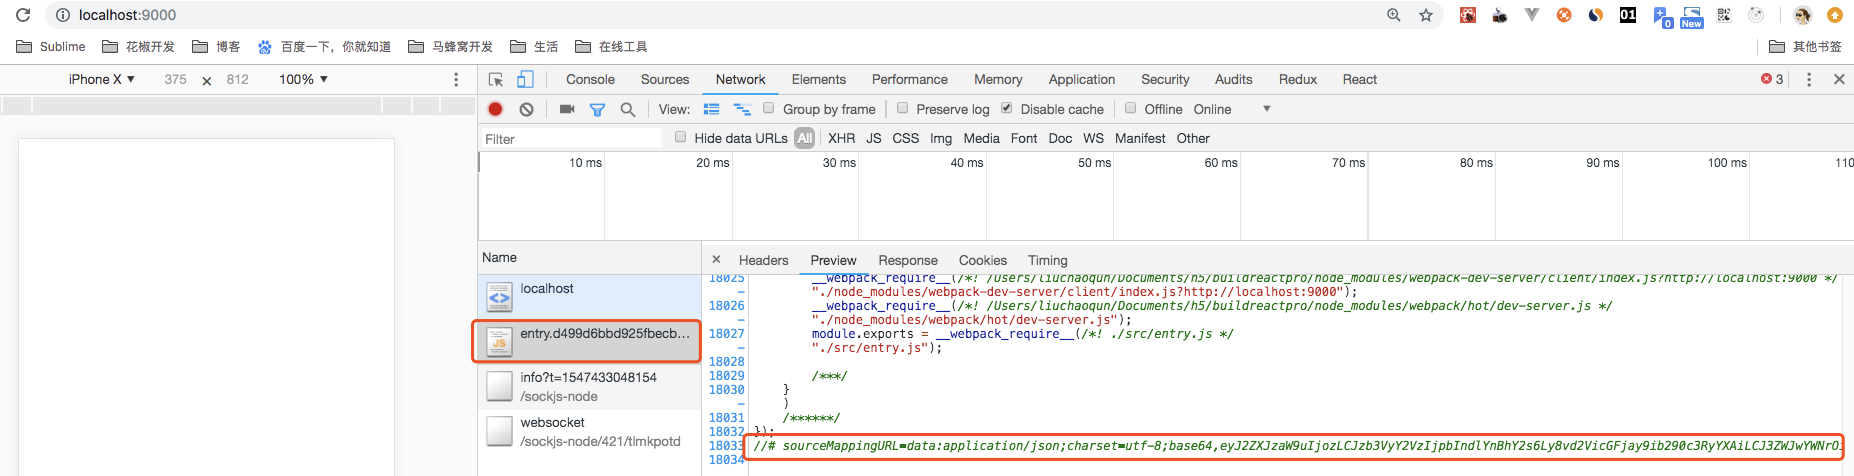 localhost:9000
01
0
New
Sublime 花椒开发 博客 百度一下，你就知道 马蜂窝开发 生活 在线工具 其他书签
iPhone X ▼ 375 × 812 100% ▼
Console Sources Network Elements Performance Memory Application Security Audits Redux React 3
View: Group by frame Preserve log Disable cache Offline Online ▼
Filter Hide data URLs All XHR JS CSS Img Media Font Doc WS Manifest Other
10 ms 20 ms 30 ms 40 ms 50 ms 60 ms 70 ms 80 ms 90 ms 100 ms 110
Name
localhost
JS
entry.d499d6bbd925fbecb...
info?t=1547433048154
/sockjs-node
websocket
/sockjs-node/421/tlmkpotd
× Headers Preview Response Cookies Timing
18025 __webpack_require__(/*! /Users/liuchaoqun/Documents/h5/buildreactpro/node_modules/webpack-dev-server/client/index.js?http://localhost:9000 */
- "./node_modules/webpack-dev-server/client/index.js?http://localhost:9000");
18026 __webpack_require__(/*! /Users/liuchaoqun/Documents/h5/buildreactpro/node_modules/webpack/hot/dev-server.js */
- "./node_modules/webpack/hot/dev-server.js");
18027 module.exports = __webpack_require__(/*! ./src/entry.js */
- "./src/entry.js");
18028
18029 /***/
18030 }
- )
18031 /******/
18032 });
18033 //# sourceMappingURL=data:application/json;charset=utf-8;base64,eyJ2ZXJzaW9uIjozLCJzb3VyY2VzIjpbIndlYnBhY2s6Ly8vd2VicGFjay9ib290c3RyYXAiLCJ3ZWJwYWNrOi
18034